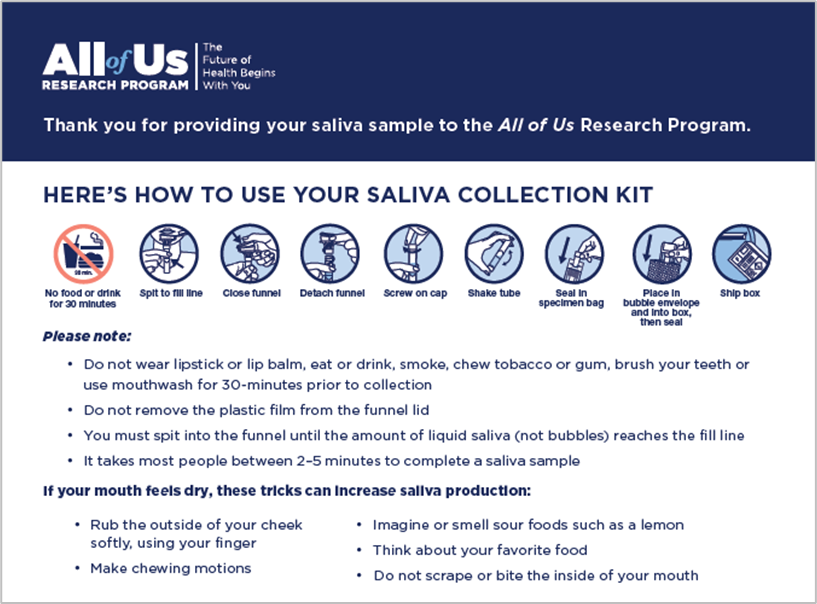 All of Us
RESEARCH PROGRAM
The
Future of
Health Begins
With You
Thank you for providing your saliva sample to the All of Us Research Program.
HERE’S HOW TO USE YOUR SALIVA COLLECTION KIT
30 min.
No food or drink
for 30 minutes
Spit to fill line
Close funnel
Detach funnel
Screw on cap
Shake tube
Seal in
specimen bag
Place in
bubble envelope
and into box,
then seal
Ship box
Please note:
• Do not wear lipstick or lip balm, eat or drink, smoke, chew tobacco or gum, brush your teeth or
use mouthwash for 30-minutes prior to collection
• Do not remove the plastic film from the funnel lid
• You must spit into the funnel until the amount of liquid saliva (not bubbles) reaches the fill line
• It takes most people between 2–5 minutes to complete a saliva sample
If your mouth feels dry, these tricks can increase saliva production:
• Rub the outside of your cheek
softly, using your finger
• Make chewing motions
• Imagine or smell sour foods such as a lemon
• Think about your favorite food
• Do not scrape or bite the inside of your mouth